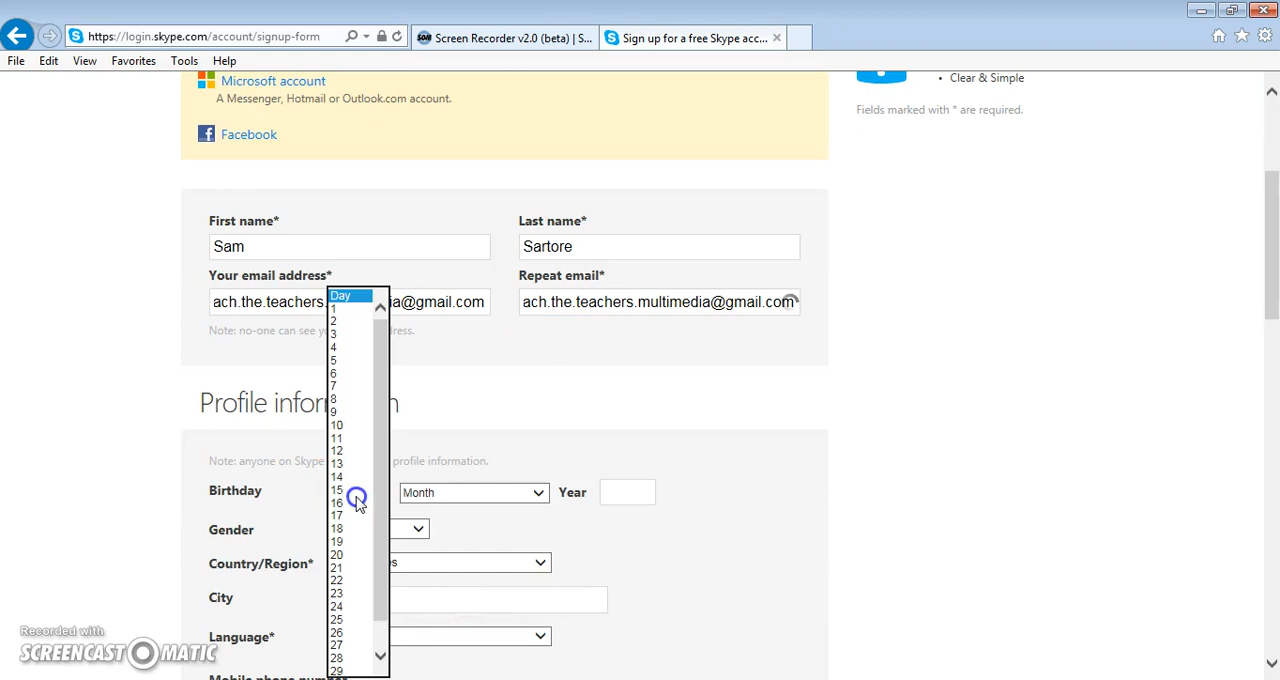 https://login.skype.com/account/signup-form
Screen Recorder v2.0 (beta) | S...
Sign up for a free Skype acc...
File Edit View Favorites Tools Help
Microsoft account
A Messenger, Hotmail or Outlook.com account.
Facebook
• Clear & Simple
Fields marked with * are required.
First name*
Last name*
Sam
Sartore
Your email address*
Repeat email*
ach.the.teachers. ia@gmail.com
ach.the.teachers.multimedia@gmail.com
Note: no-one can see ress.
Day
1
2
3
4
5
6
7
8
9
10
11
12
13
14
15
16
17
18
19
20
21
22
23
24
25
26
27
28
29
Profile infor n
Note: anyone on Skype profile information.
Birthday
Month
Year
Gender
Country/Region*
es
City
Language*
Recorded with
SCREENCAST MATIC